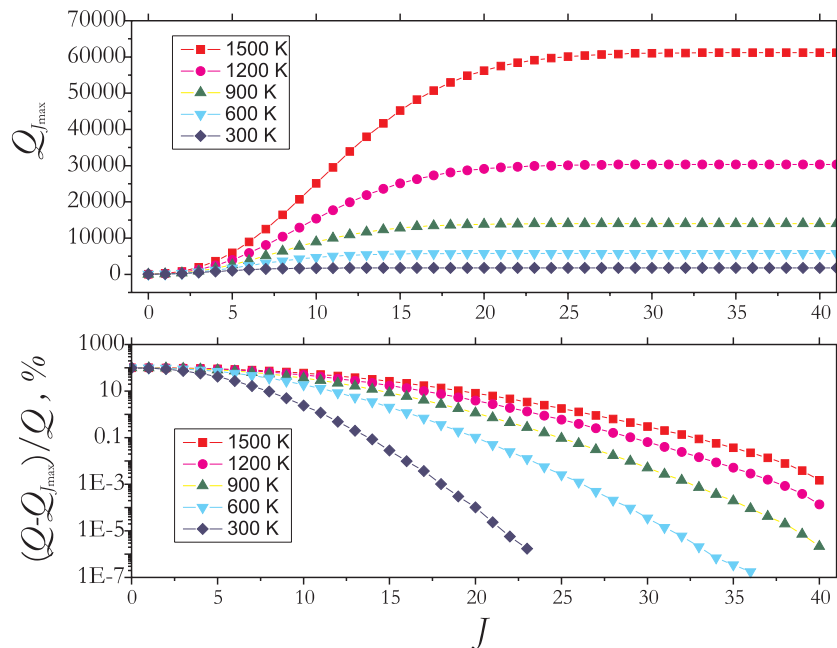 70000
60000
50000
40000
30000
20000
10000
0
Q_Jmax
1500 K
1200 K
900 K
600 K
300 K
0 5 10 15 20 25 30 35 40
1000
10
0.1
1E-3
1E-5
1E-7
(Q-Q_Jmax)/Q , %
1500 K
1200 K
900 K
600 K
300 K
0 5 10 15 20 25 30 35 40
J